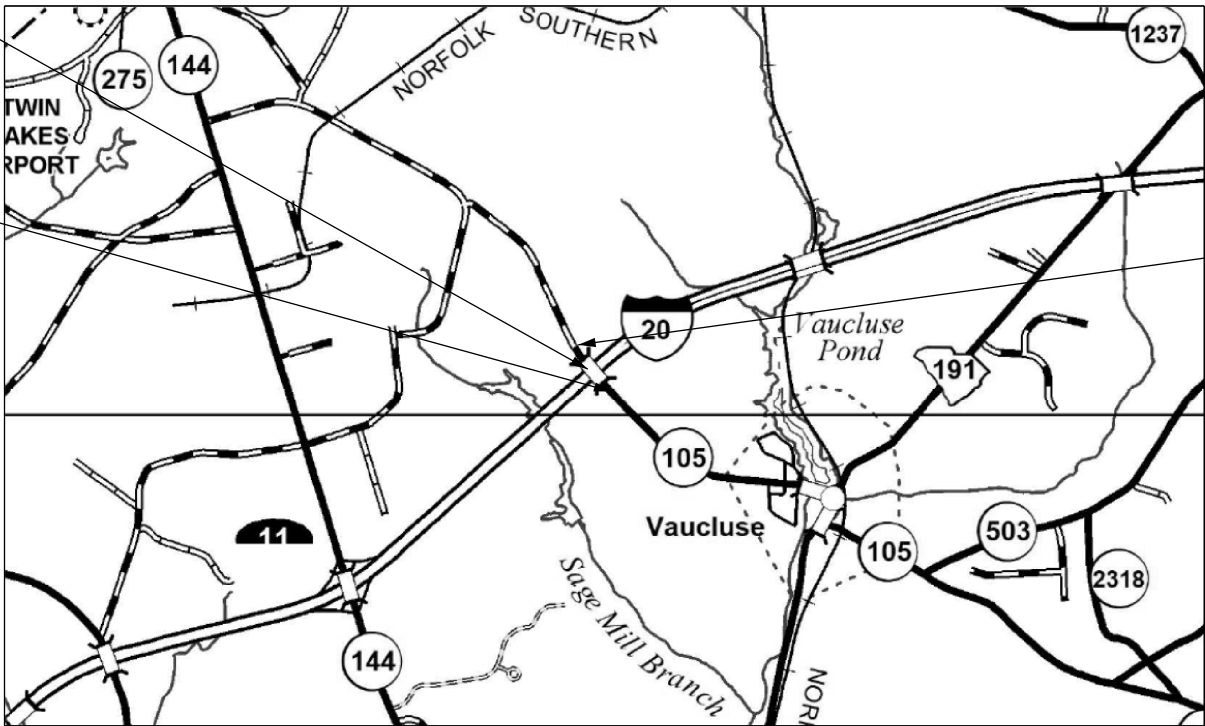 SOUTHERN
NORFOLK
1237
275
144
TWIN
AKES
RPORT
20
Vaucluse
Pond
191
105
Vaucluse
11
503
105
2318
Sage Mill Branch
144
NOR